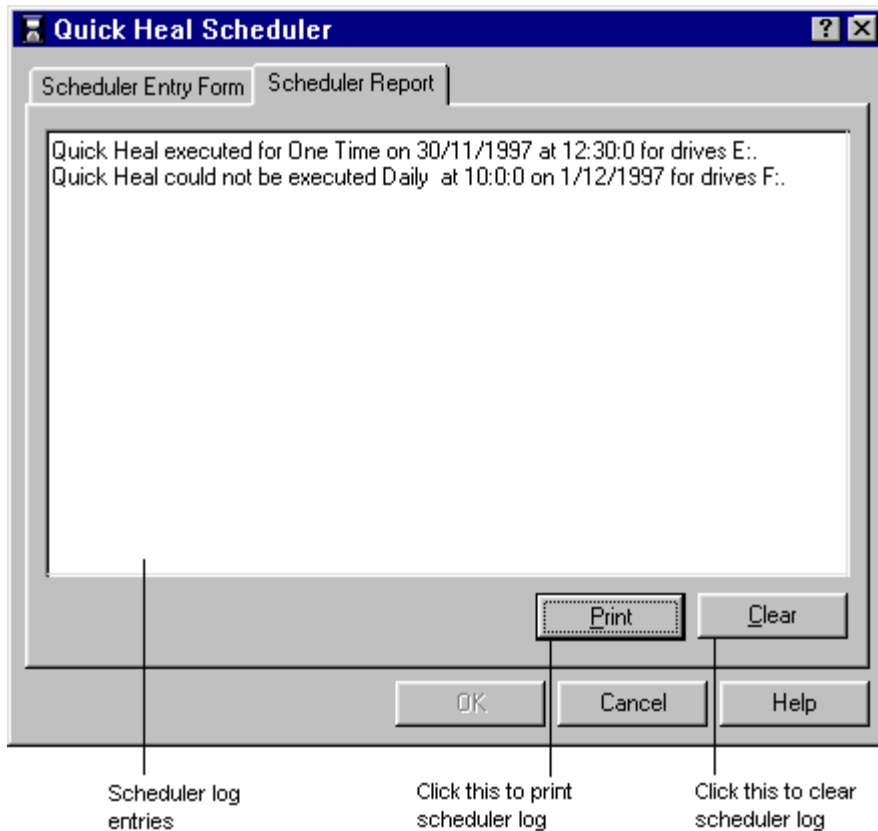 Quick Heal Scheduler
Scheduler Entry Form Scheduler Report
Quick Heal executed for One Time on 30/11/1997 at 12:30:0 for drives E:.
Quick Heal could not be executed Daily  at 10:0:0 on 1/12/1997 for drives F:.
Print Clear
OK Cancel Help
Scheduler log
entries
Click this to print
scheduler log
Click this to clear
scheduler log